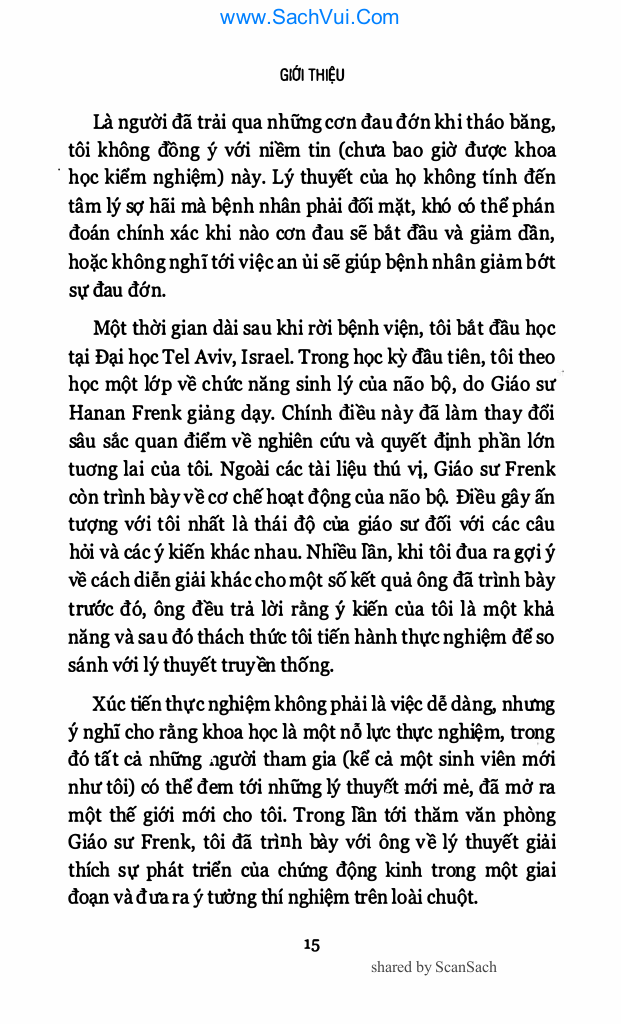 www.SachVui.Com
GIỚI THIỆU
Là người đã trải qua những cơn đau đớn khi tháo băng,
tôi không đồng ý với niềm tin (chưa bao giờ được khoa
học kiểm nghiệm) này. Lý thuyết của họ không tính đến
tâm lý sợ hãi mà bệnh nhân phải đối mặt, khó có thể phán
đoán chính xác khi nào cơn đau sẽ bắt đầu và giảm dần,
hoặc không nghĩ tới việc an ủi sẽ giúp bệnh nhân giảm bớt
sự đau đớn.
Một thời gian dài sau khi rời bệnh viện, tôi bắt đầu học
tại Đại học Tel Aviv, Israel. Trong học kỳ đầu tiên, tôi theo
học một lớp về chức năng sinh lý của não bộ, do Giáo sư
Hanan Frenk giảng dạy. Chính điều này đã làm thay đổi
sâu sắc quan điểm về nghiên cứu và quyết định phần lớn
tương lai của tôi. Ngoài các tài liệu thú vị, Giáo sư Frenk
còn trình bày về cơ chế hoạt động của não bộ. Điều gây ấn
tượng với tôi nhất là thái độ của giáo sư đối với các câu
hỏi và các ý kiến khác nhau. Nhiều lần, khi tôi đua ra gợi ý
về cách diễn giải khác cho một số kết quả ông đã trình bày
trước đó, ông đều trả lời rằng ý kiến của tôi là một khả
năng và sau đó thách thức tôi tiến hành thực nghiệm để so
sánh với lý thuyết truyền thống.
Xúc tiến thực nghiệm không phải là việc dễ dàng, nhưng
ý nghĩ cho rằng khoa học là một nỗ lực thực nghiệm, trong
đó tất cả những người tham gia (kể cả một sinh viên mới
như tôi) có thể đem tới những lý thuyết mới mẻ, đã mở ra
một thế giới mới cho tôi. Trong lần tới thăm văn phòng
Giáo sư Frenk, tôi đã trình bày với ông về lý thuyết giải
thích sự phát triển của chứng động kinh trong một giai
đoạn và đưa ra ý tưởng thí nghiệm trên loài chuột.
15
shared by ScanSach